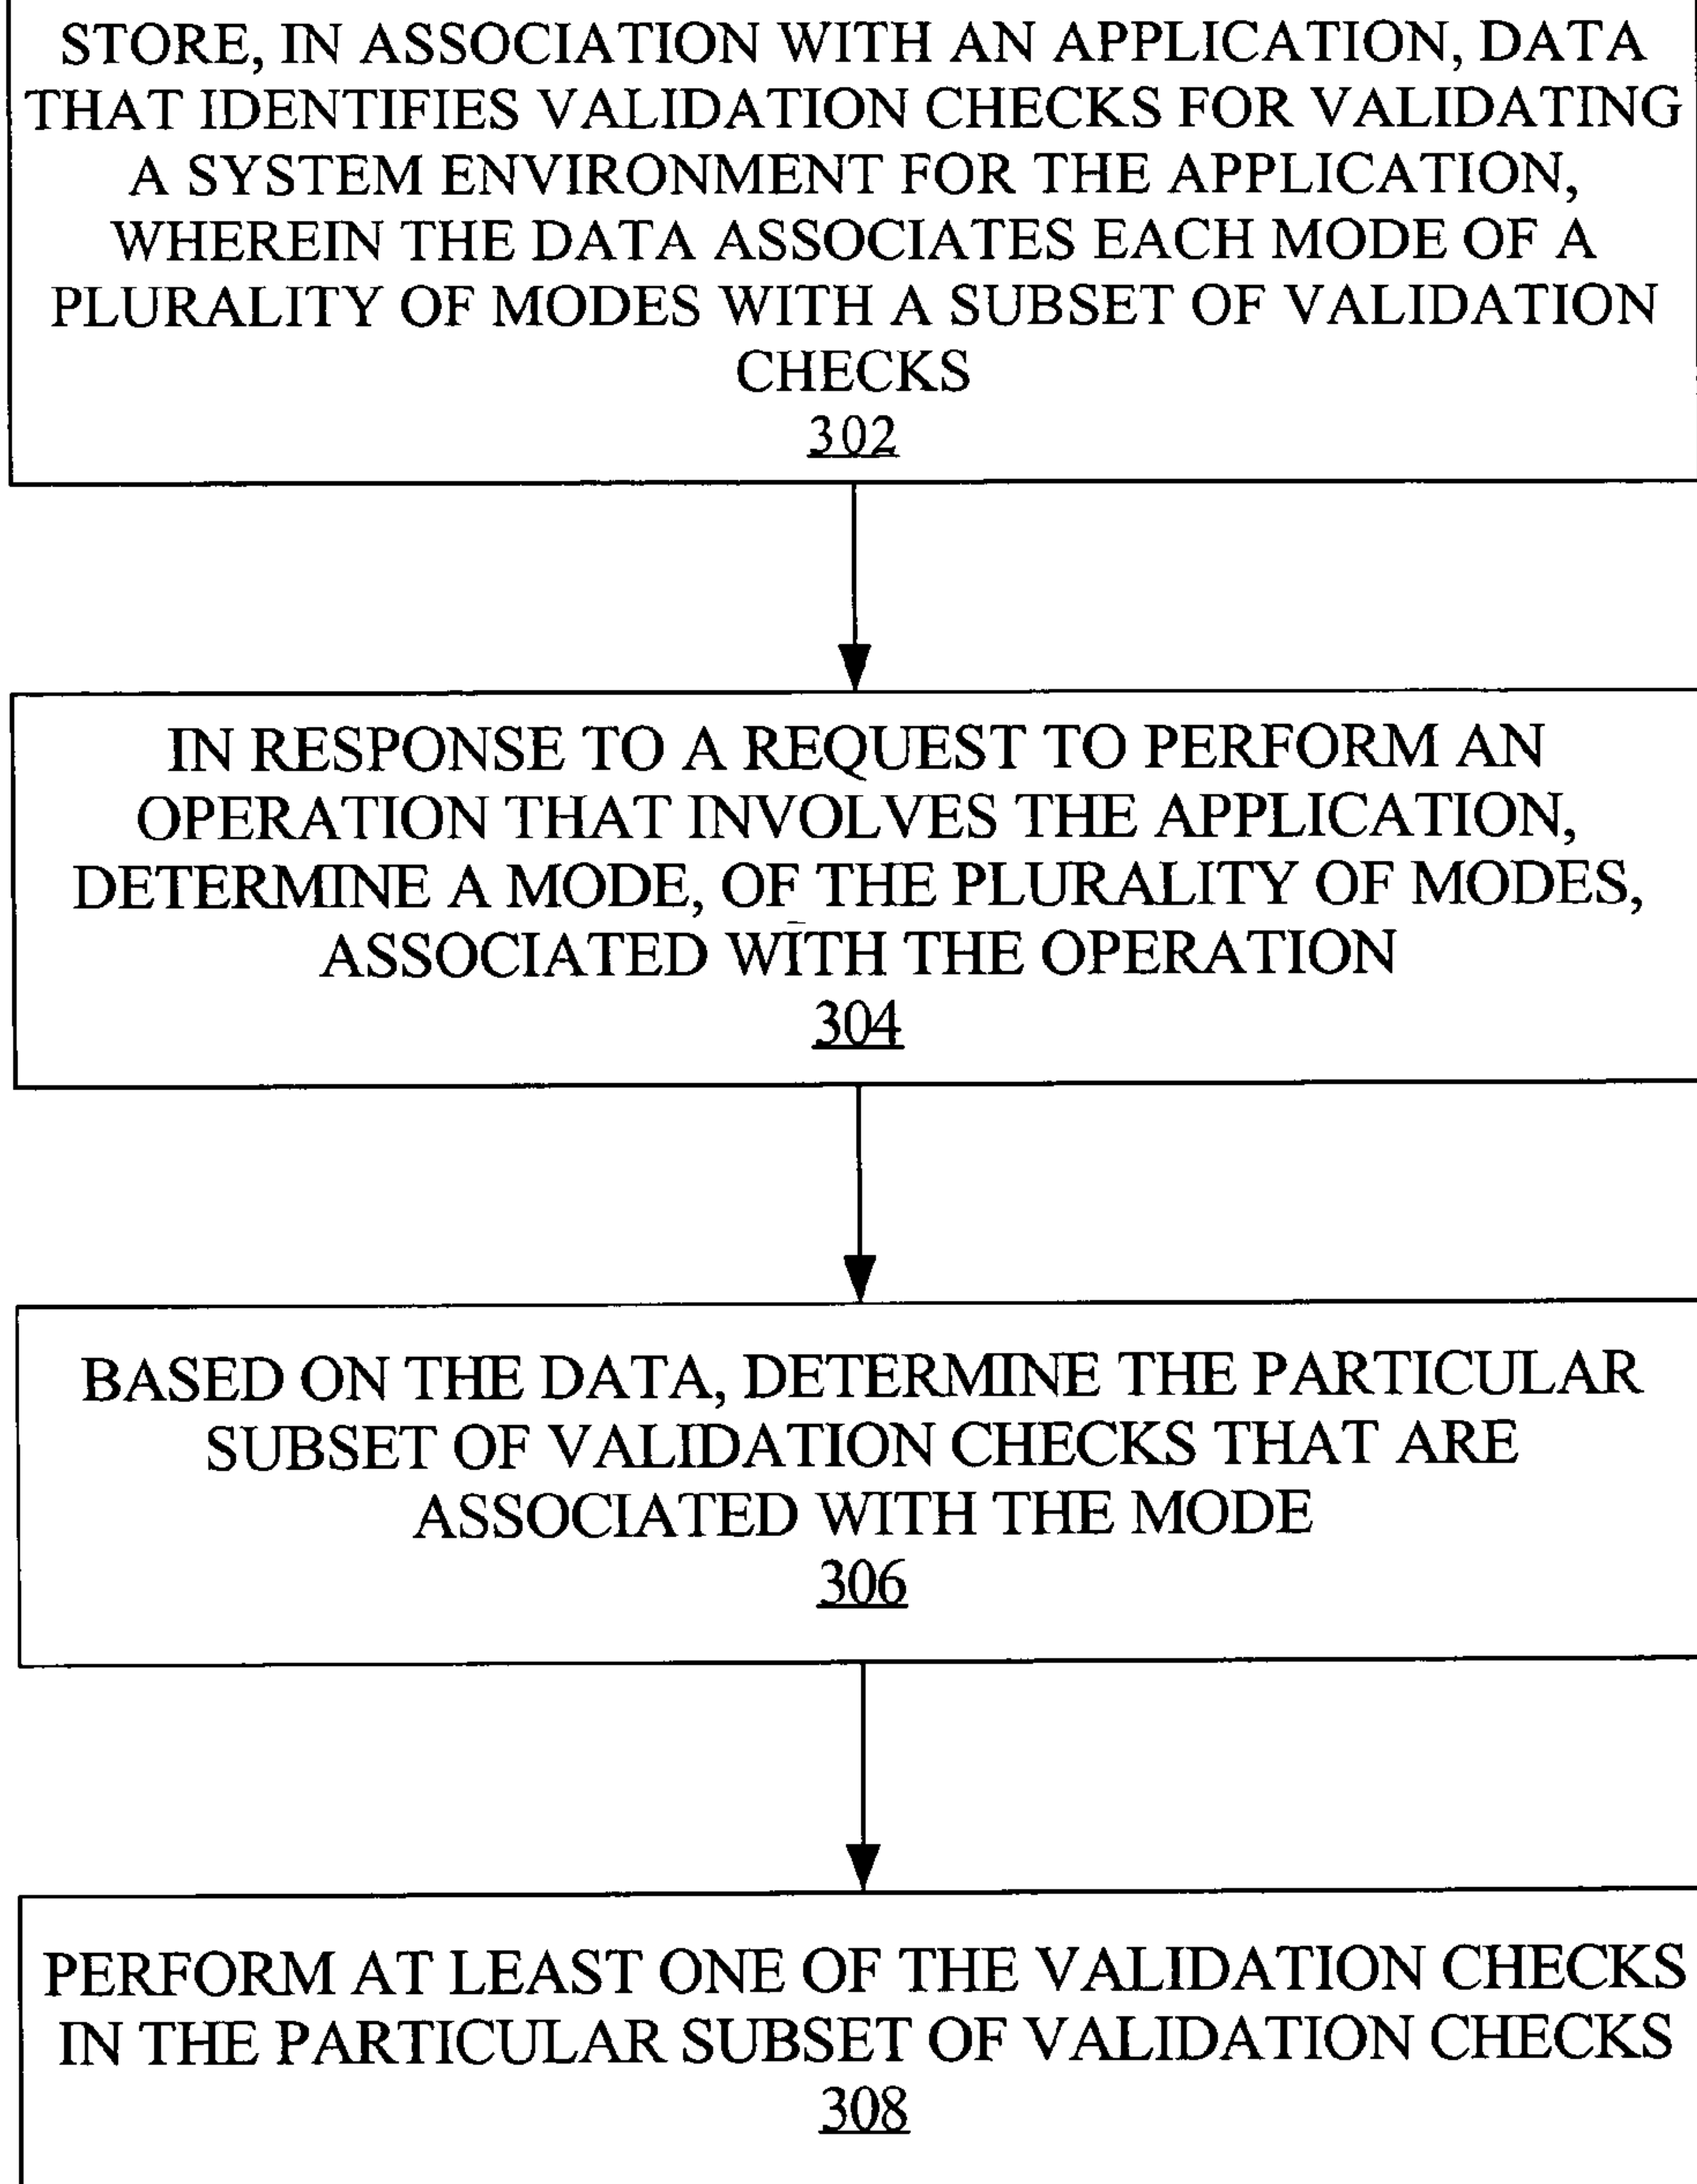 STORE, IN ASSOCIATION WITH AN APPLICATION, DATA
THAT IDENTIFIES VALIDATION CHECKS FOR VALIDATING
A SYSTEM ENVIRONMENT FOR THE APPLICATION,
WHEREIN THE DATA ASSOCIATES EACH MODE OF A
PLURALITY OF MODES WITH A SUBSET OF VALIDATION
CHECKS
302
IN RESPONSE TO A REQUEST TO PERFORM AN
OPERATION THAT INVOLVES THE APPLICATION,
DETERMINE A MODE, OF THE PLURALITY OF MODES,
ASSOCIATED WITH THE OPERATION
304
BASED ON THE DATA, DETERMINE THE PARTICULAR
SUBSET OF VALIDATION CHECKS THAT ARE
ASSOCIATED WITH THE MODE
306
PERFORM AT LEAST ONE OF THE VALIDATION CHECKS
IN THE PARTICULAR SUBSET OF VALIDATION CHECKS
308